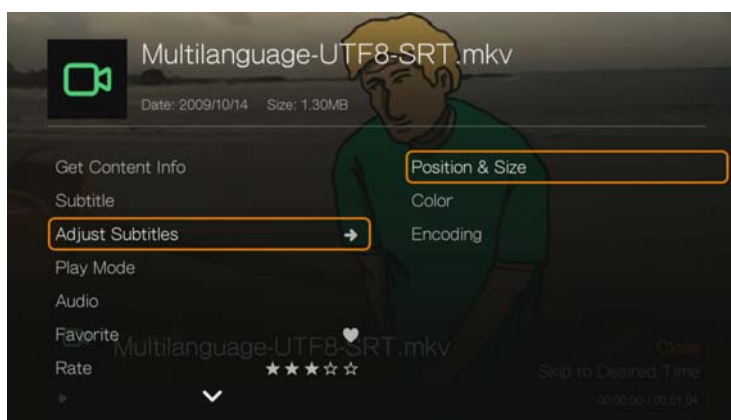 Multilanguage-UTF8-SRT.mkv
Date: 2009/10/14 Size: 1.30MB
Get Content Info
Position & Size
Subtitle
Color
Adjust Subtitles
Encoding
Play Mode
Audio
Favorite
Multilanguage-UTF8-SRT.mkv
Close
Rate
Skip to Desired Time
00:00:00 / 00:01:04